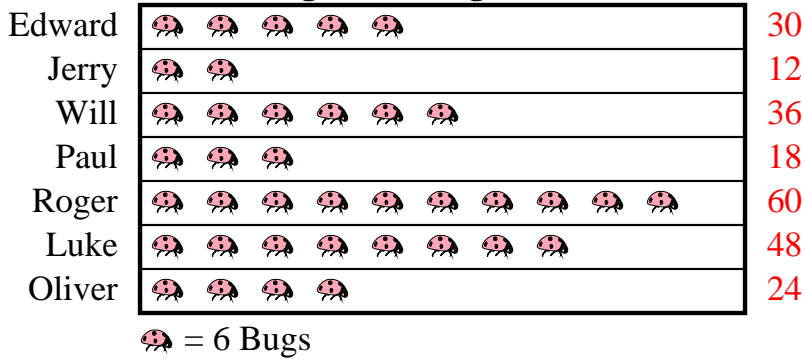 Edward 30
Jerry 12
Will 36
Paul 18
Roger 60
Luke 48
Oliver 24
= 6 Bugs